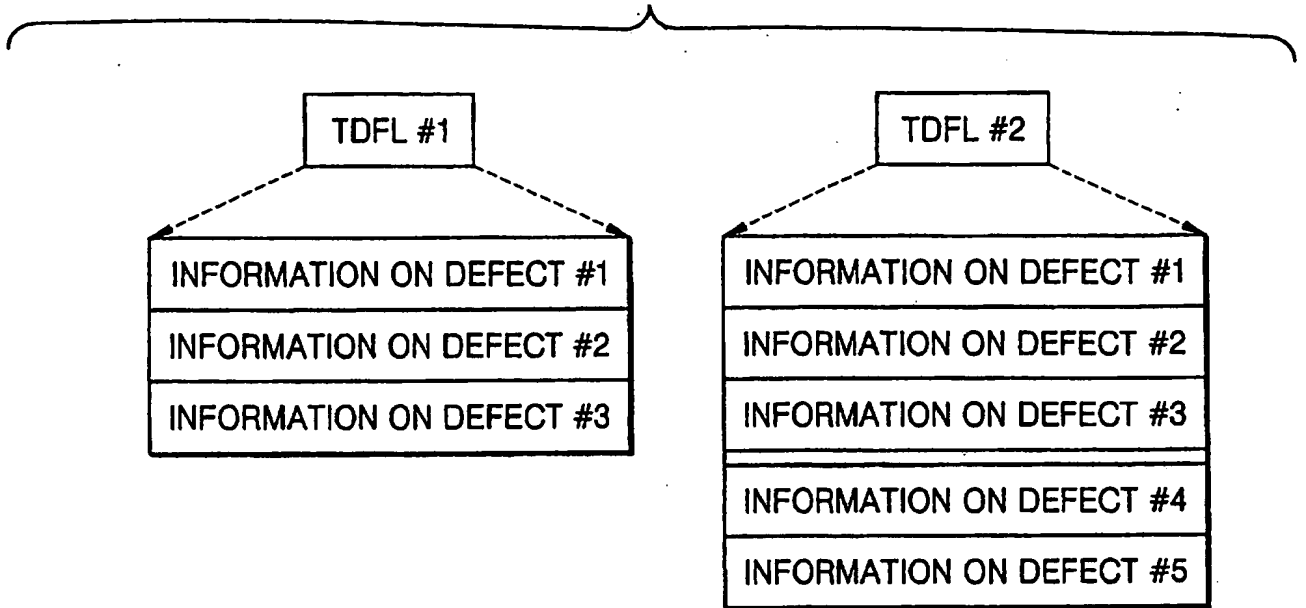 TDFL #1
INFORMATION ON DEFECT #1
INFORMATION ON DEFECT #2
INFORMATION ON DEFECT #3
TDFL #2
INFORMATION ON DEFECT #1
INFORMATION ON DEFECT #2
INFORMATION ON DEFECT #3
INFORMATION ON DEFECT #4
INFORMATION ON DEFECT #5